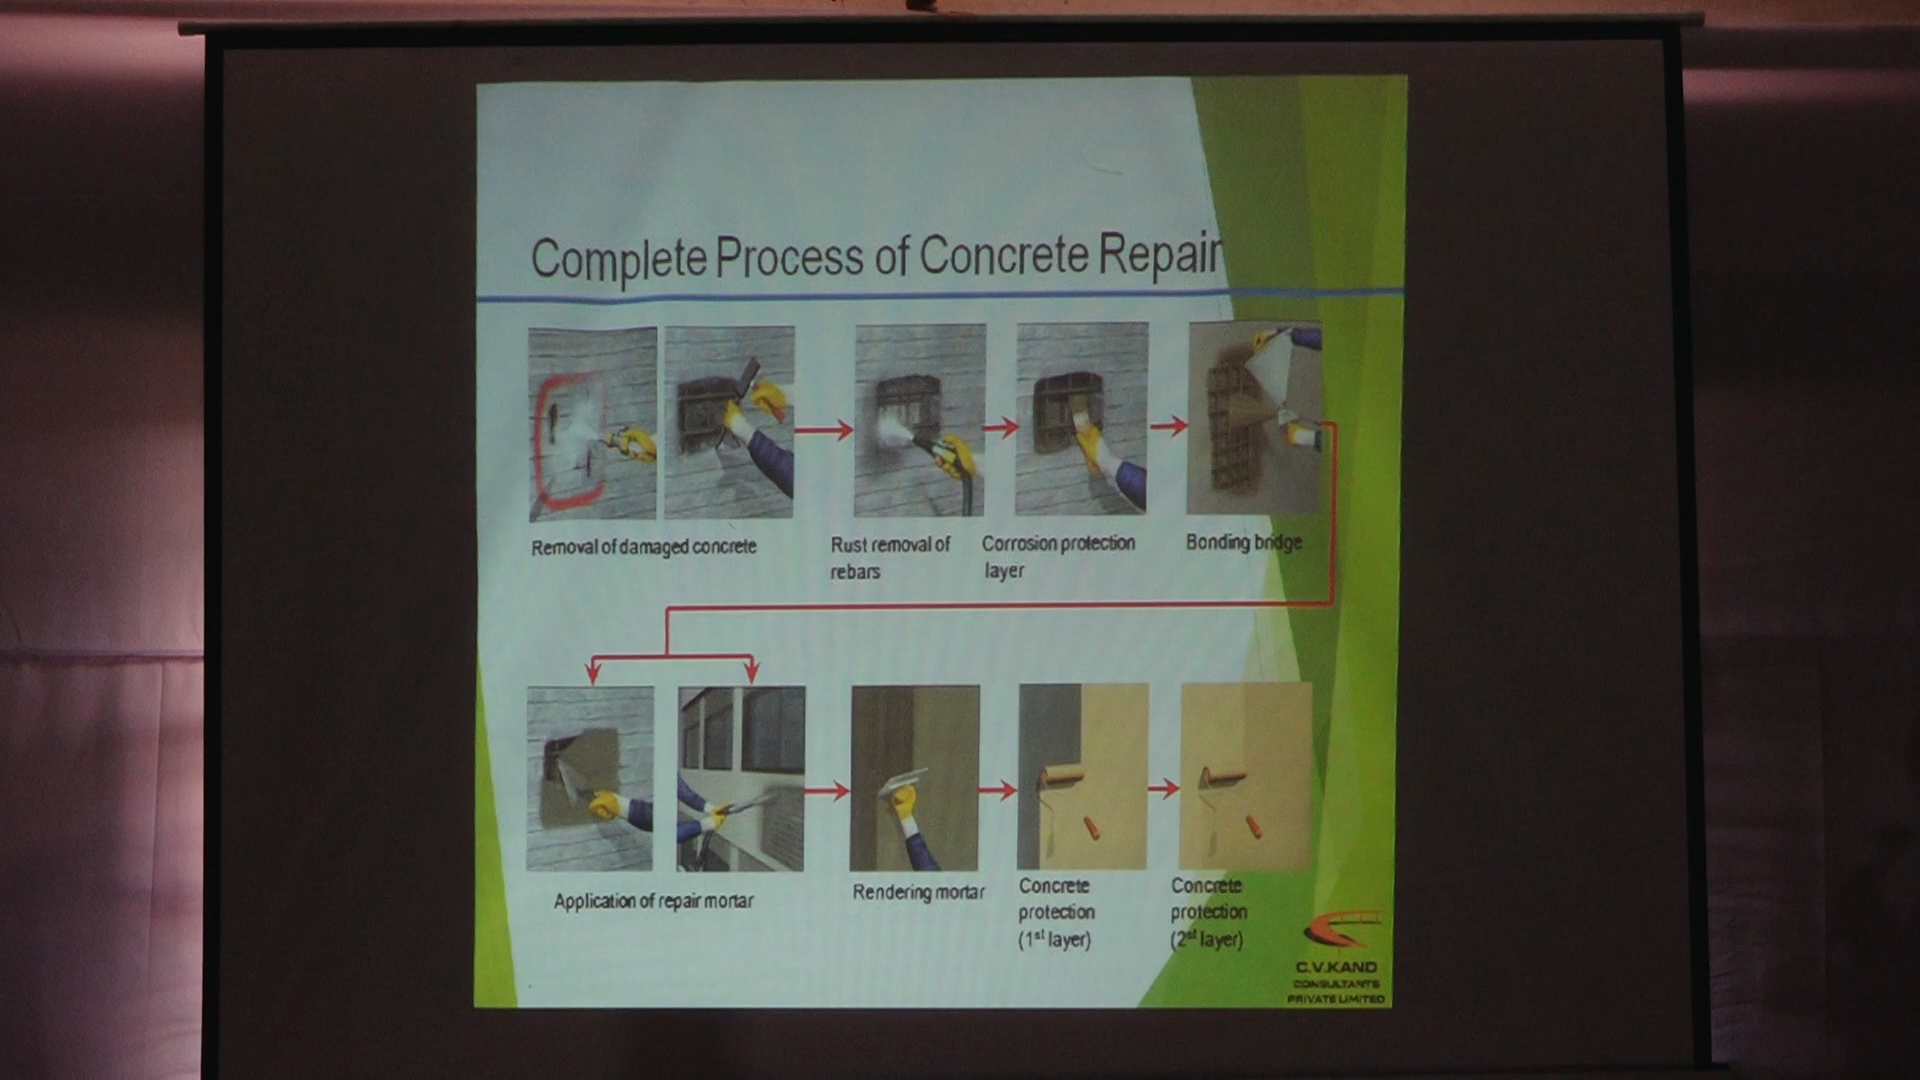 Complete Process of Concrete Repair
Removal of damaged concrete
Rust removal of
rebars
Corrosion protection
layer
Bonding bridge
Application of repair mortar
Rendering mortar
Concrete
protection
(1st layer)
Concrete
protection
(2st layer)
C.V.KAND
CONSULTANTS
PRIVATE LIMITED